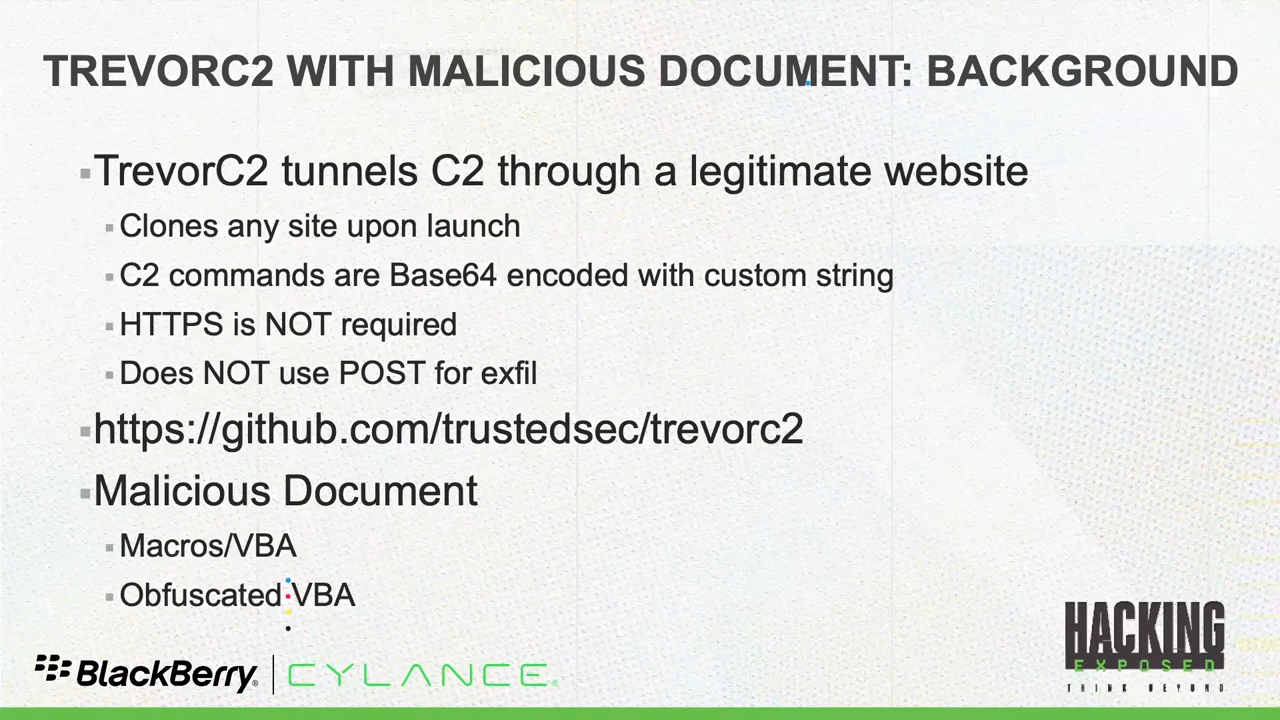 TREVORC2 WITH MALICIOUS DOCUMENT: BACKGROUND
TrevorC2 tunnels C2 through a legitimate website
Clones any site upon launch
C2 commands are Base64 encoded with custom string
HTTPS is NOT required
Does NOT use POST for exfil
https://github.com/trustedsec/trevorc2
Malicious Document
Macros/VBA
Obfuscated VBA
BlackBerry® CYLANCE®
HACKING
EXPOSED
THINK BEYOND